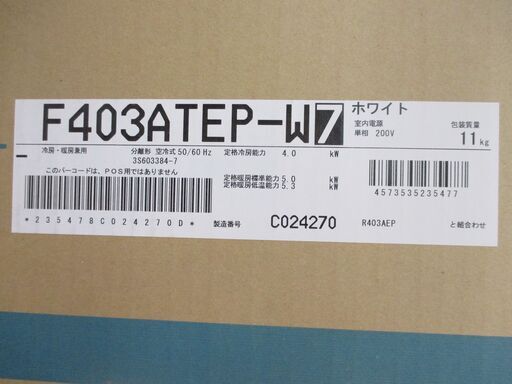 F403ATEP-W7
ホワイト
室内電源
単相 200V
包装質量
11kg
冷房・暖房兼用
分離形 空冷式 50/60Hz
3S603384-7
定格冷房能力 4.0 kW
このバーコードは、POS用ではありません
定格暖房標準能力 5.0 kW
定格暖房低温能力 5.3 kW
4573535235477
*235478C024270D*
製造番号 C024270
R403AEP と組合わせ